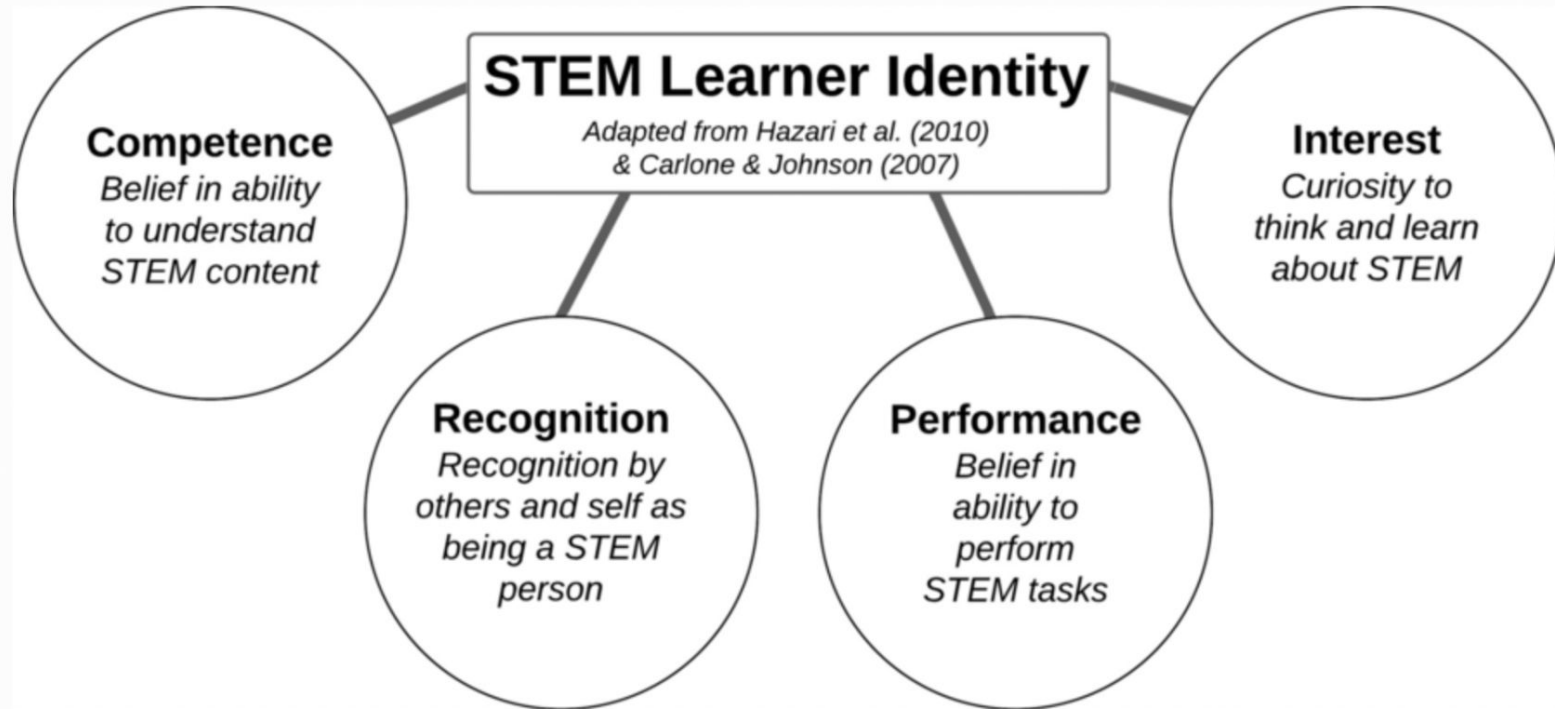 STEM Learner Identity
Adapted from Hazari et al. (2010)
& Carlone & Johnson (2007)
Competence
Belief in ability
to understand
STEM content
Recognition
Recognition by
others and self as
being a STEM
person
Performance
Belief in
ability to
perform
STEM tasks
Interest
Curiosity to
think and learn
about STEM